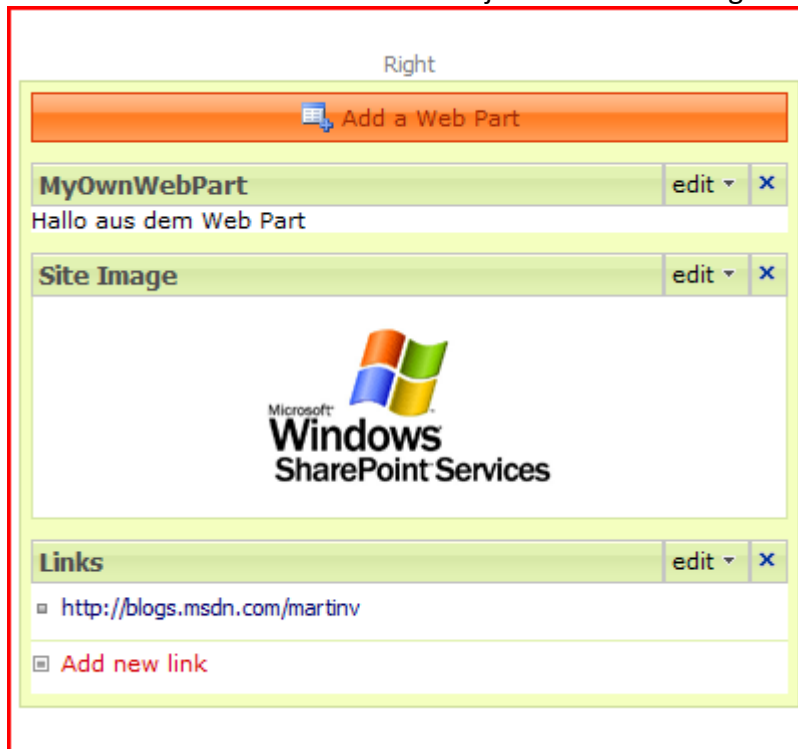 Right
Add a Web Part
MyOwnWebPart
edit
Hallo aus dem Web Part
Site Image
edit
Microsoft
Windows
SharePoint Services
Links
edit
http://blogs.msdn.com/martinv
Add new link